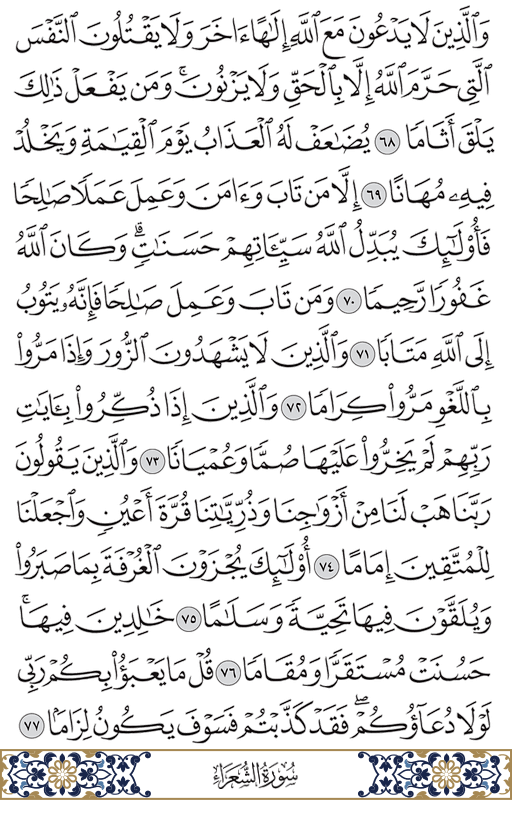 وَٱلَّذِينَ لَا يَدۡعُونَ مَعَ ٱللَّهِ إِلَٰهًا ءَاخَرَ وَلَا يَقۡتُلُونَ ٱلنَّفۡسَ
ٱلَّتِي حَرَّمَ ٱللَّهُ إِلَّا بِٱلۡحَقِّ وَلَا يَزۡنُونَۚ وَمَن يَفۡعَلۡ ذَٰلِكَ
يَلۡقَ أَثَامٗا ٦٨ يُضَٰعَفۡ لَهُ ٱلۡعَذَابُ يَوۡمَ ٱلۡقِيَٰمَةِ وَيَخۡلُدۡ
فِيهِۦ مُهَانًا ٦٩ إِلَّا مَن تَابَ وَءَامَنَ وَعَمِلَ عَمَلٗا صَٰلِحٗا
فَأُوْلَٰٓئِكَ يُبَدِّلُ ٱللَّهُ سَيِّـَٔاتِهِمۡ حَسَنَٰتٖۗ وَكَانَ ٱللَّهُ
غَفُورٗا رَّحِيمٗا ٧٠ وَمَن تَابَ وَعَمِلَ صَٰلِحٗا فَإِنَّهُۥ يَتُوبُ
إِلَى ٱللَّهِ مَتَابٗا ٧١ وَٱلَّذِينَ لَا يَشۡهَدُونَ ٱلزُّورَ وَإِذَا مَرُّواْ
بِٱللَّغۡوِ مَرُّواْ كِرَامٗا ٧٢ وَٱلَّذِينَ إِذَا ذُكِّرُواْ بِـَٔايَٰتِ
رَبِّهِمۡ لَمۡ يَخِرُّواْ عَلَيۡهَا صُمّٗا وَعُمۡيَانٗا ٧٣ وَٱلَّذِينَ يَقُولُونَ
رَبَّنَا هَبۡ لَنَا مِنۡ أَزۡوَٰجِنَا وَذُرِّيَّٰتِنَا قُرَّةَ أَعۡيُنٖ وَٱجۡعَلۡنَا
لِلۡمُتَّقِينَ إِمَامًا ٧٤ أُوْلَٰٓئِكَ يُجۡزَوۡنَ ٱلۡغُرۡفَةَ بِمَا صَبَرُواْ
وَيُلَقَّوۡنَ فِيهَا تَحِيَّةٗ وَسَلَٰمًا ٧٥ خَٰلِدِينَ فِيهَاۚ
حَسُنَتۡ مُسۡتَقَرّٗا وَمُقَامٗا ٧٦ قُلۡ مَا يَعۡبَؤُاْ بِكُمۡ رَبِّي
لَوۡلَا دُعَآؤُكُمۡۖ فَقَدۡ كَذَّبۡتُمۡ فَسَوۡفَ يَكُونُ لِزَامَۢا ٧٧
سُورَةُ الشُّعَرَاءِ